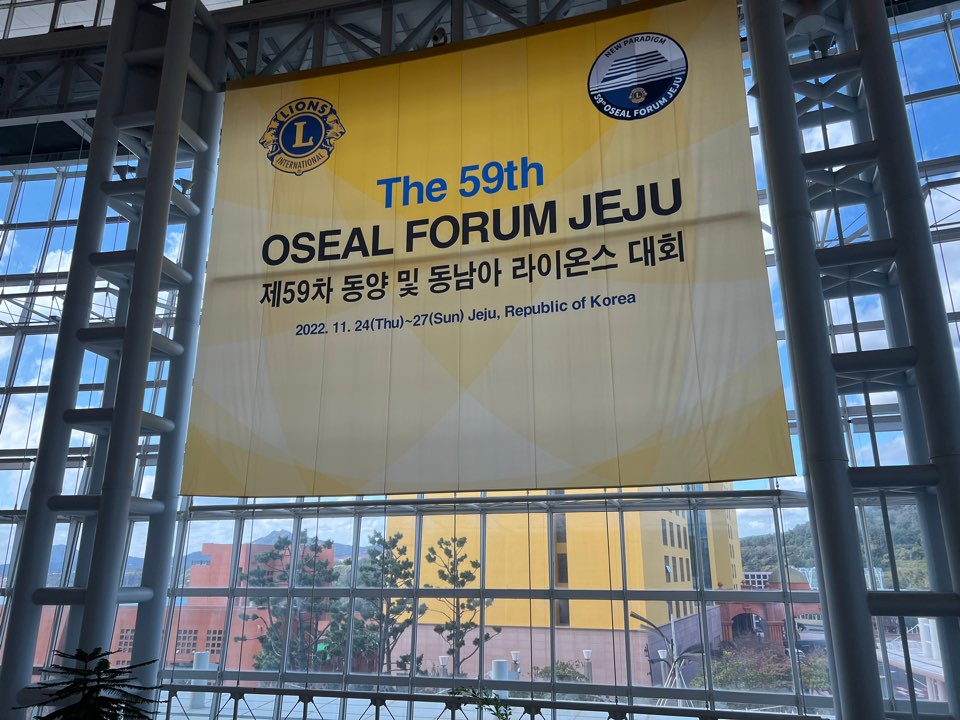 LIONS
L
INTERNATIONAL
NEW PARADIGM
59th OSEAL FORUM JEJU
The 59th
OSEAL FORUM JEJU
제59차 동양 및 동남아 라이온스 대회
2022. 11. 24(Thu)~27(Sun) Jeju, Republic of Korea